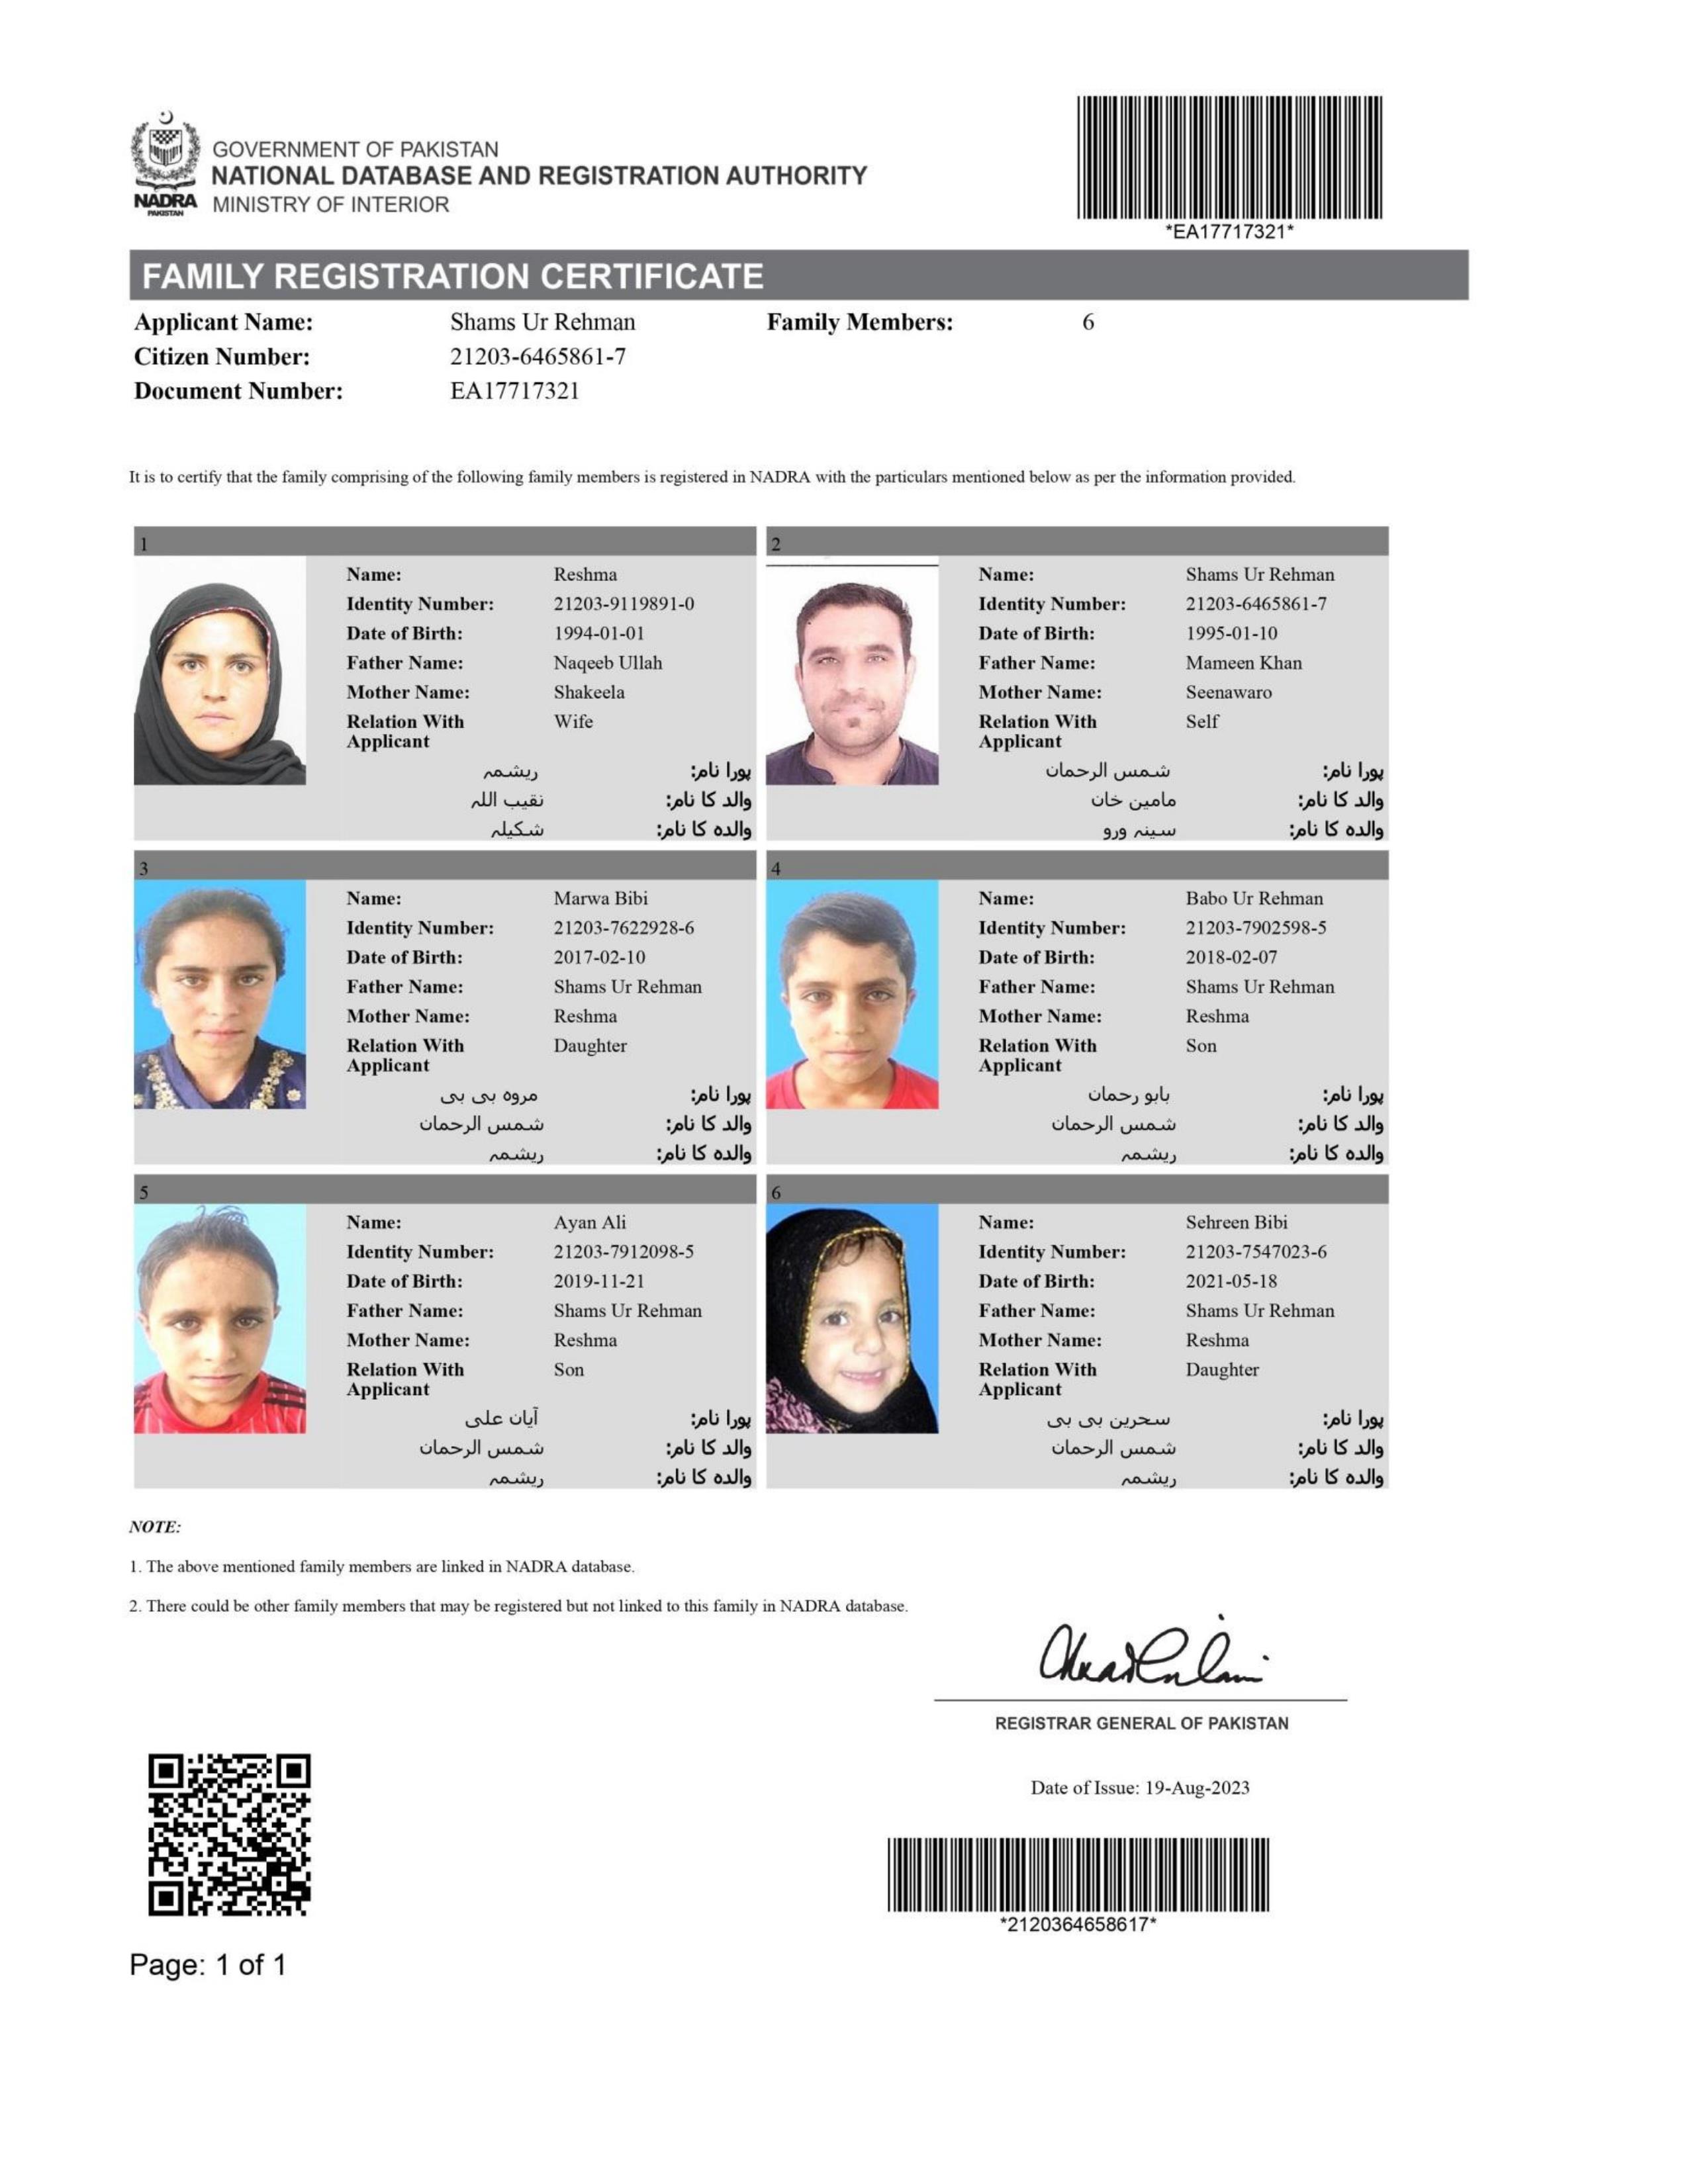 GOVERNMENT OF PAKISTAN
NATIONAL DATABASE AND REGISTRATION AUTHORITY
MINISTRY OF INTERIOR
NADRA
PAKISTAN
*EA17717321*
FAMILY REGISTRATION CERTIFICATE
Applicant Name: Shams Ur Rehman Family Members: 6
Citizen Number: 21203-6465861-7
Document Number: EA17717321
It is to certify that the family comprising of the following family members is registered in NADRA with the particulars mentioned below as per the information provided.
1
Name: Reshma
Identity Number: 21203-9119891-0
Date of Birth: 1994-01-01
Father Name: Naqeeb Ullah
Mother Name: Shakeela
Relation With Wife
Applicant
پورا نام: ریشمہ
والد کا نام: نقیب اللہ
والدہ کا نام: شکیلہ
2
Name: Shams Ur Rehman
Identity Number: 21203-6465861-7
Date of Birth: 1995-01-10
Father Name: Mameen Khan
Mother Name: Seenawaro
Relation With Self
Applicant
پورا نام: شمس الرحمان
والد کا نام: مامین خان
والدہ کا نام: سینہ ورو
3
Name: Marwa Bibi
Identity Number: 21203-7622928-6
Date of Birth: 2017-02-10
Father Name: Shams Ur Rehman
Mother Name: Reshma
Relation With Daughter
Applicant
پورا نام: مروہ بی بی
والد کا نام: شمس الرحمان
والدہ کا نام: ریشمہ
4
Name: Babo Ur Rehman
Identity Number: 21203-7902598-5
Date of Birth: 2018-02-07
Father Name: Shams Ur Rehman
Mother Name: Reshma
Relation With Son
Applicant
پورا نام: بابو رحمان
والد کا نام: شمس الرحمان
والدہ کا نام: ریشمہ
5
Name: Ayan Ali
Identity Number: 21203-7912098-5
Date of Birth: 2019-11-21
Father Name: Shams Ur Rehman
Mother Name: Reshma
Relation With Son
Applicant
پورا نام: آیان علی
والد کا نام: شمس الرحمان
والدہ کا نام: ریشمہ
6
Name: Sehreen Bibi
Identity Number: 21203-7547023-6
Date of Birth: 2021-05-18
Father Name: Shams Ur Rehman
Mother Name: Reshma
Relation With Daughter
Applicant
پورا نام: سحرین بی بی
والد کا نام: شمس الرحمان
والدہ کا نام: ریشمہ
NOTE:
1. The above mentioned family members are linked in NADRA database.
2. There could be other family members that may be registered but not linked to this family in NADRA database.
REGISTRAR GENERAL OF PAKISTAN
Date of Issue: 19-Aug-2023
*2120364658617*
Page: 1 of 1